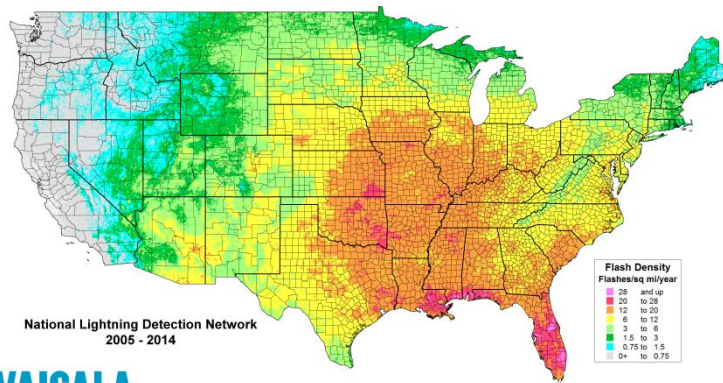 National Lightning Detection Network
2005 - 2014
Flash Density
Flashes/sq mi/year
28 and up
20 to 28
12 to 20
6 to 12
3 to 6
1.5 to 3
0.75 to 1.5
0+ to 0.75
VAISALA